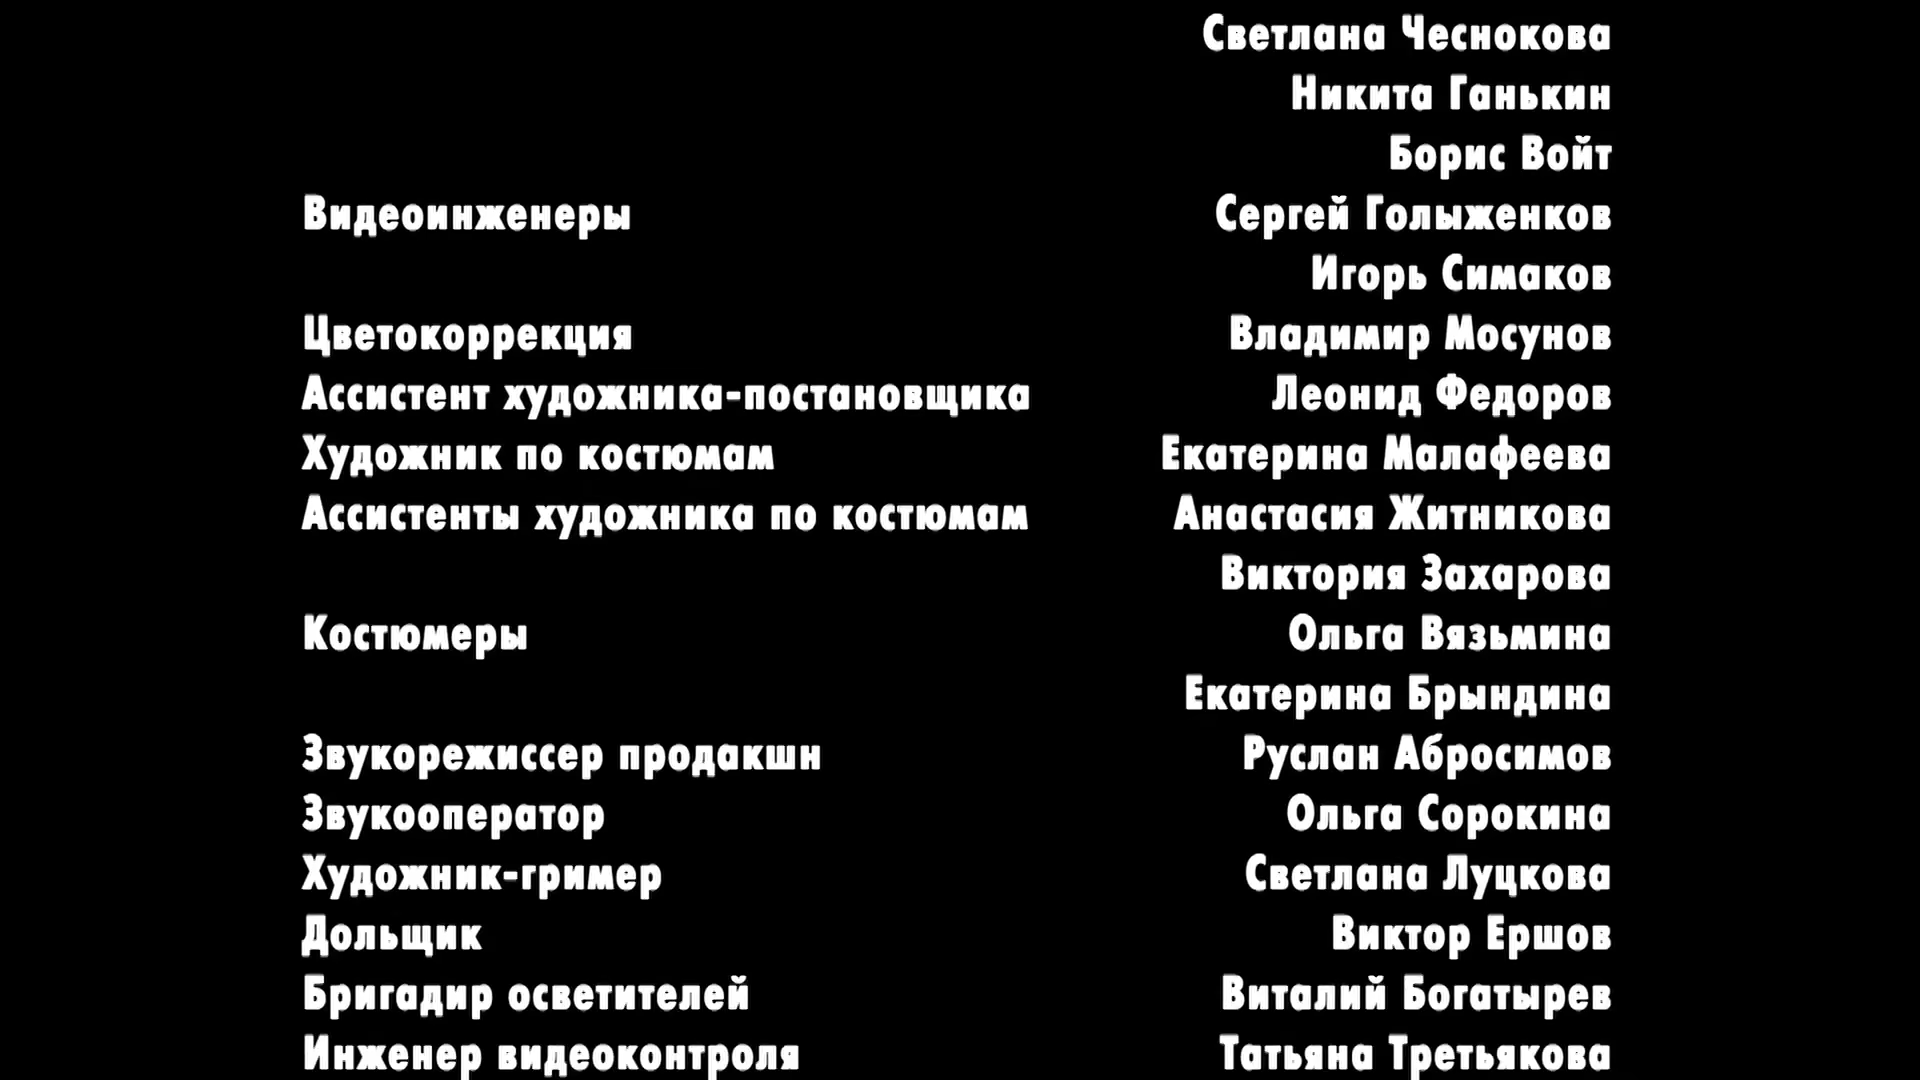 Светлана Чеснокова
Никита Ганькин
Борис Войт
Видеоинженеры Сергей Голыженков
Игорь Симаков
Цветокоррекция Владимир Мосунов
Ассистент художника-постановщика Леонид Федоров
Художник по костюмам Екатерина Малафеева
Ассистенты художника по костюмам Анастасия Житникова
Виктория Захарова
Костюмеры Ольга Вязьмина
Екатерина Брындина
Звукорежиссер продакшн Руслан Абросимов
Звукооператор Ольга Сорокина
Художник-гример Светлана Луцкова
Дольщик Виктор Ершов
Бригадир осветителей Виталий Богатырев
Инженер видеоконтроля Татьяна Третьякова